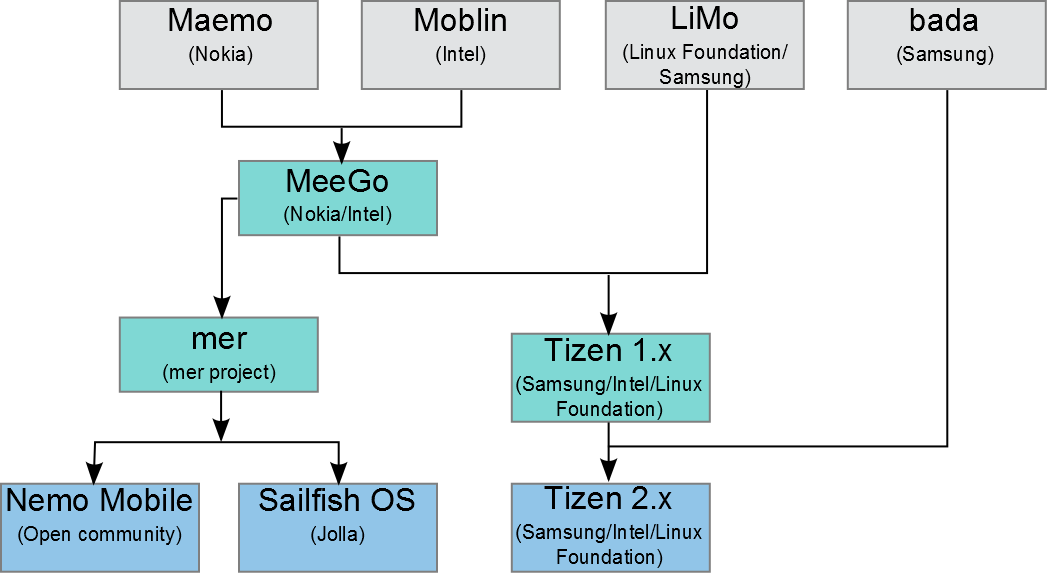 Maemo
(Nokia)
Moblin
(Intel)
LiMo
(Linux Foundation/
Samsung)
bada
(Samsung)
MeeGo
(Nokia/Intel)
mer
(mer project)
Tizen 1.x
(Samsung/Intel/Linux
Foundation)
Nemo Mobile
(Open community)
Sailfish OS
(Jolla)
Tizen 2.x
(Samsung/Intel/Linux
Foundation)